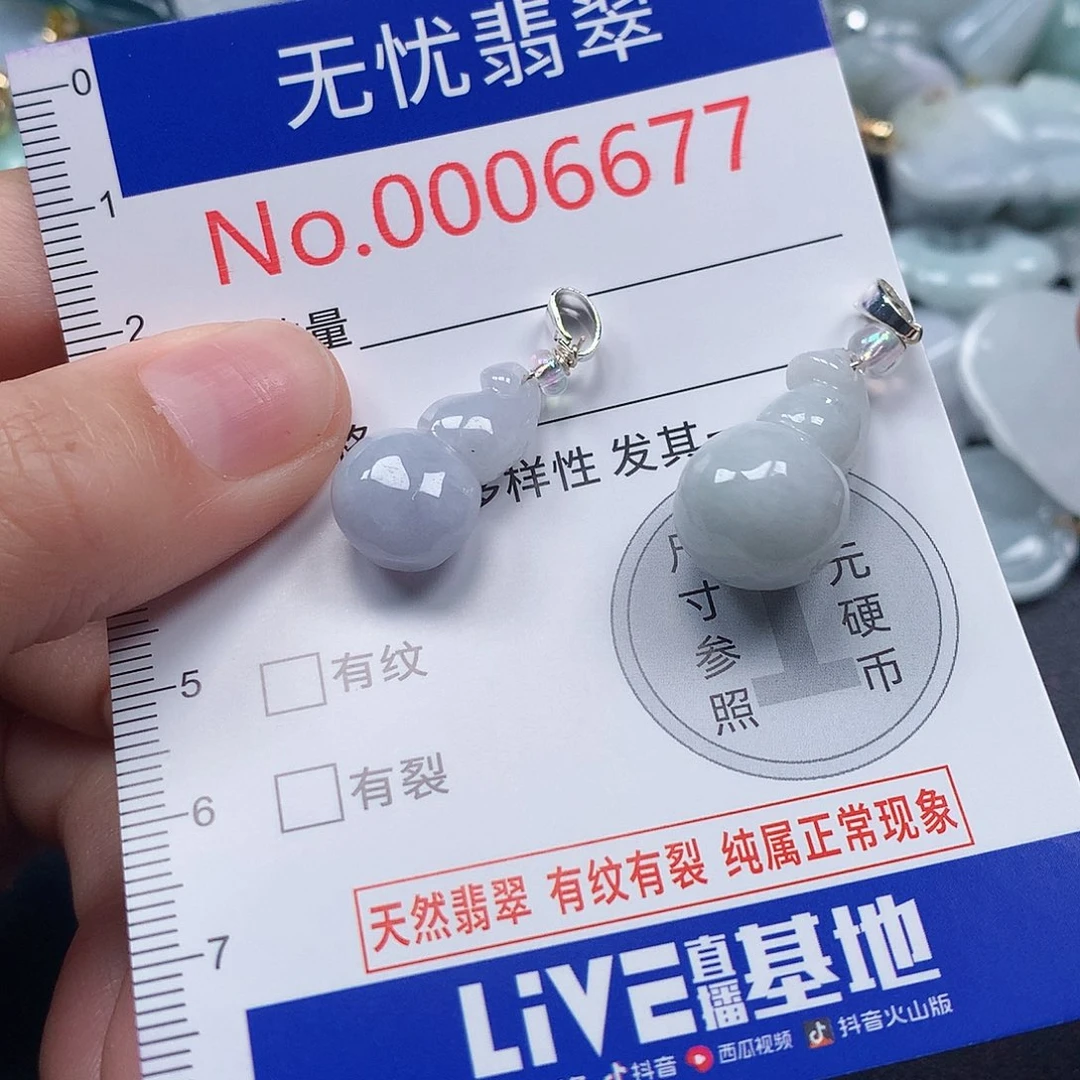 0
无忧翡翠
1
No.0006677
2
量
多样性 发其
尺寸参照
1
元硬币
5
有纹
有裂
6
天然翡翠 有纹有裂 纯属正常现象
7
LiVE直播基地
抖音 西瓜视频 抖音火山版